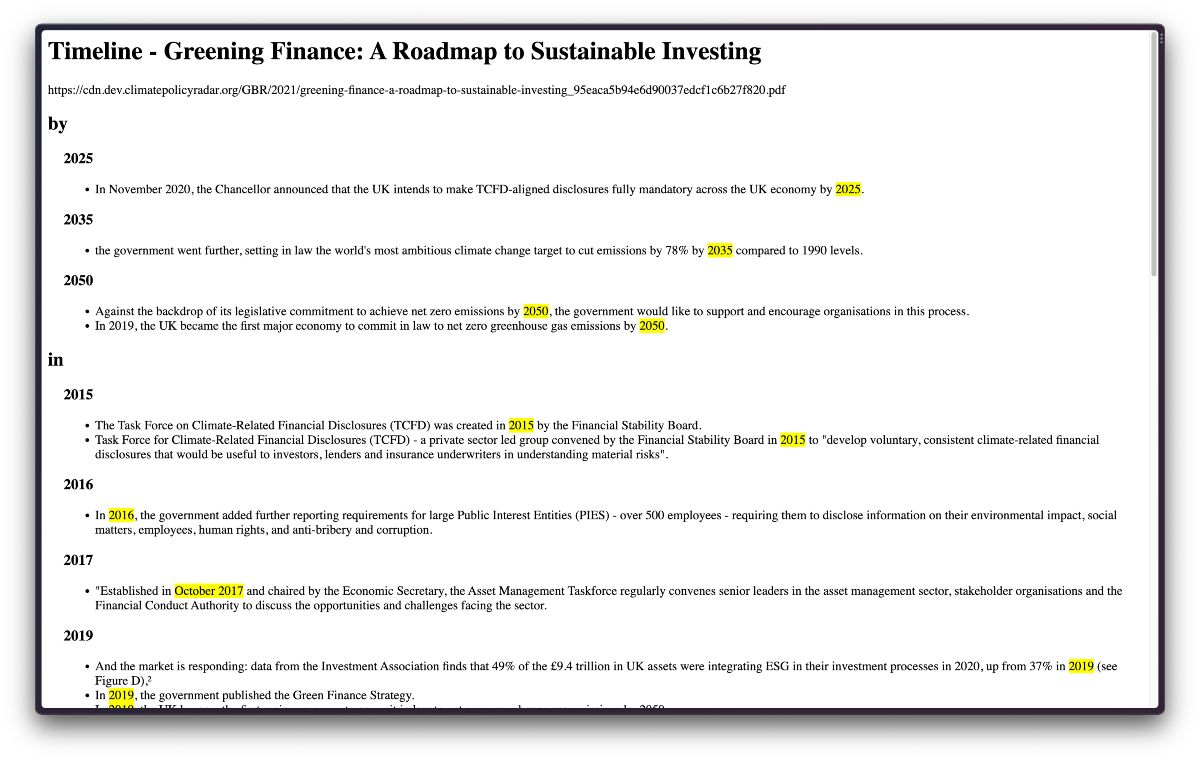 Timeline - Greening Finance: A Roadmap to Sustainable Investing
https://cdn.dev.climatepolicyradar.org/GBR/2021/greening-finance-a-roadmap-to-sustainable-investing_95eaca5b94e6d90037edcf1c6b27f820.pdf
by
2025
• In November 2020, the Chancellor announced that the UK intends to make TCFD-aligned disclosures fully mandatory across the UK economy by 2025.
2035
• the government went further, setting in law the world's most ambitious climate change target to cut emissions by 78% by 2035 compared to 1990 levels.
2050
• Against the backdrop of its legislative commitment to achieve net zero emissions by 2050, the government would like to support and encourage organisations in this process.
• In 2019, the UK became the first major economy to commit in law to net zero greenhouse gas emissions by 2050.
in
2015
• The Task Force on Climate-Related Financial Disclosures (TCFD) was created in 2015 by the Financial Stability Board.
• Task Force for Climate-Related Financial Disclosures (TCFD) - a private sector led group convened by the Financial Stability Board in 2015 to "develop voluntary, consistent climate-related financial
disclosures that would be useful to investors, lenders and insurance underwriters in understanding material risks".
2016
• In 2016, the government added further reporting requirements for large Public Interest Entities (PIES) - over 500 employees - requiring them to disclose information on their environmental impact, social
matters, employees, human rights, and anti-bribery and corruption.
2017
• "Established in October 2017 and chaired by the Economic Secretary, the Asset Management Taskforce regularly convenes senior leaders in the asset management sector, stakeholder organisations and the
Financial Conduct Authority to discuss the opportunities and challenges facing the sector.
2019
• And the market is responding: data from the Investment Association finds that 49% of the £9.4 trillion in UK assets were integrating ESG in their investment processes in 2020, up from 37% in 2019 (see
Figure D),²
• In 2019, the government published the Green Finance Strategy.